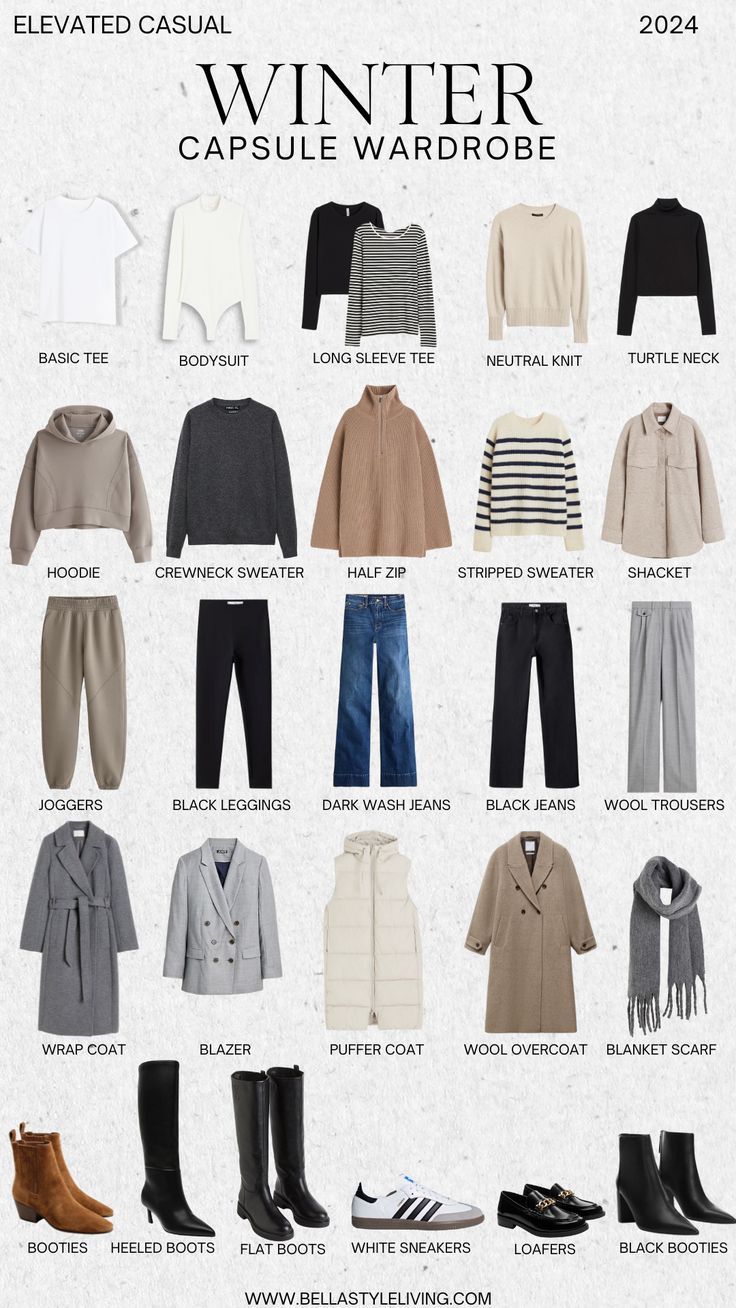 ELEVATED CASUAL 2024
WINTER
CAPSULE WARDROBE
BASIC TEE BODYSUIT LONG SLEEVE TEE NEUTRAL KNIT TURTLE NECK
HOODIE CREWNECK SWEATER HALF ZIP STRIPPED SWEATER SHACKET
JOGGERS BLACK LEGGINGS DARK WASH JEANS BLACK JEANS WOOL TROUSERS
WRAP COAT BLAZER PUFFER COAT WOOL OVERCOAT BLANKET SCARF
BOOTIES HEELED BOOTS FLAT BOOTS WHITE SNEAKERS LOAFERS BLACK BOOTIES
WWW.BELLASTYLELIVING.COM